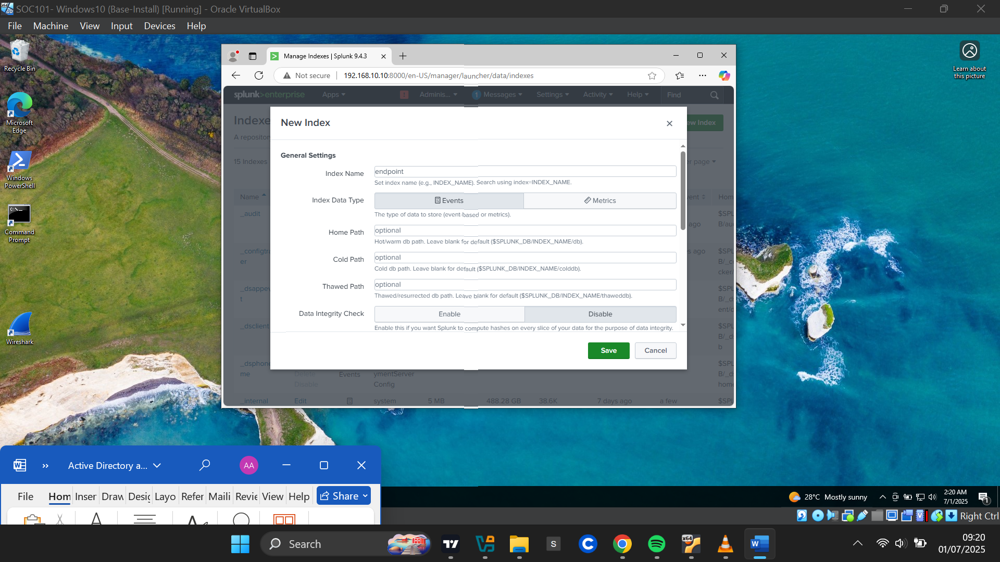 SOC101- Windows10 (Base-Install) [Running] - Oracle VirtualBox
File Machine View Input Devices Help
Recycle Bin
Microsoft Edge
Windows PowerShell
Command Prompt
Wireshark
Learn about this picture
Manage Indexes | Splunk 9.4.3
Not secure 192.168.10.10:8000/en-US/manager/launcher/data/indexes
splunk>enterprise Apps ! Adminis... 1 Messages Settings Activity Help Find
Indexe
ew Index
A repositor
15 Indexes
er page
Name
ent
Hom
_audit
$SPL
ago
B/au
_configtra
s ago
$SPL
er
B/_c
cker/
_dsappev
$SPL
t
B/_d
ent/d
_dsclient
$SPL
B/_d
b
_dsphone
$SPL
me
Delete
Events
ymentServer
B/_d
Disable
Config
home
_internal Edit system 5 MB 488.28 GB 38.6K 7 days ago a few $SPL
New Index
General Settings
Index Name endpoint
Set index name (e.g., INDEX_NAME). Search using index=INDEX_NAME.
Index Data Type Events Metrics
The type of data to store (event-based or metrics).
Home Path optional
Hot/warm db path. Leave blank for default ($SPLUNK_DB/INDEX_NAME/db).
Cold Path optional
Cold db path. Leave blank for default ($SPLUNK_DB/INDEX_NAME/colddb).
Thawed Path optional
Thawed/resurrected db path. Leave blank for default ($SPLUNK_DB/INDEX_NAME/thaweddb).
Data Integrity Check Enable Disable
Enable this if you want Splunk to compute hashes on every slice of your data for the purpose of data integrity.
Save Cancel
Active Directory a...
AA
File Hom Inser Draw Desig Layo Refer Maili Revie View Help Share
28°C Mostly sunny
2:20 AM
7/1/2025
1
Right Ctrl
Search
09:20
01/07/2025